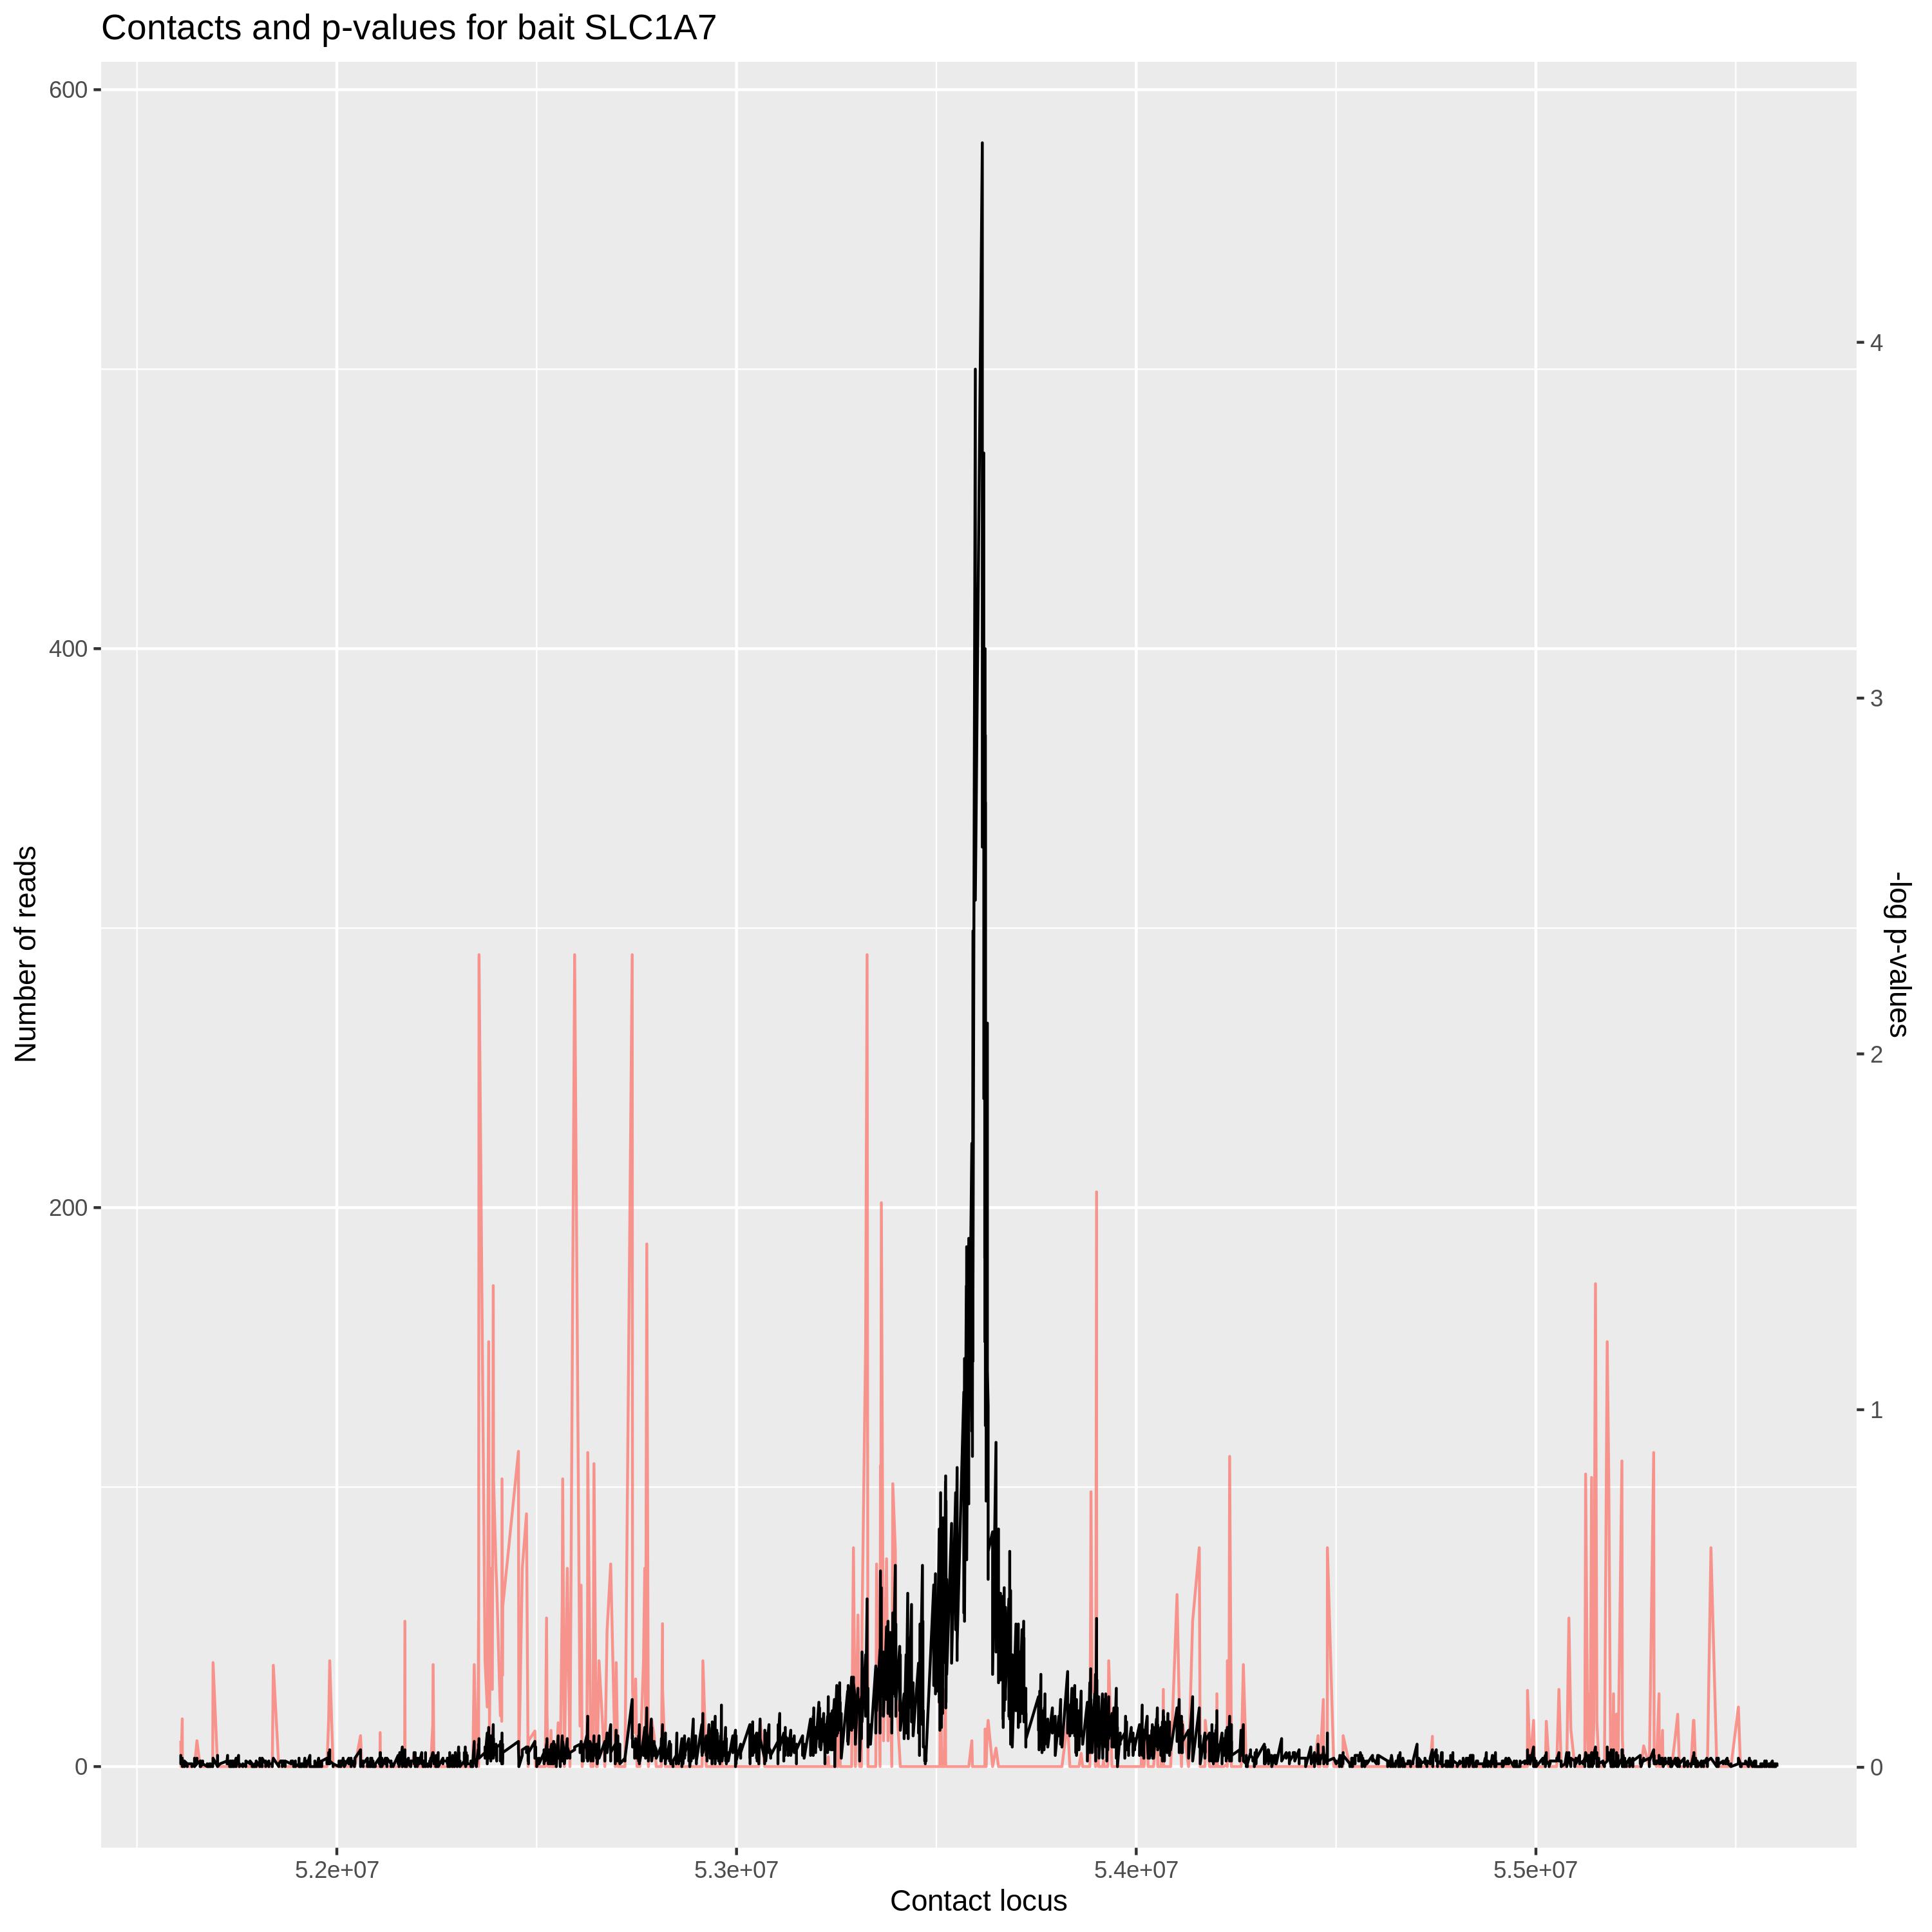 Contacts and p-values for bait SLC1A7
600
400
200
0
Number of reads
4
3
2
1
0
-log p-values
5.2e+07
5.3e+07
5.4e+07
5.5e+07
Contact locus